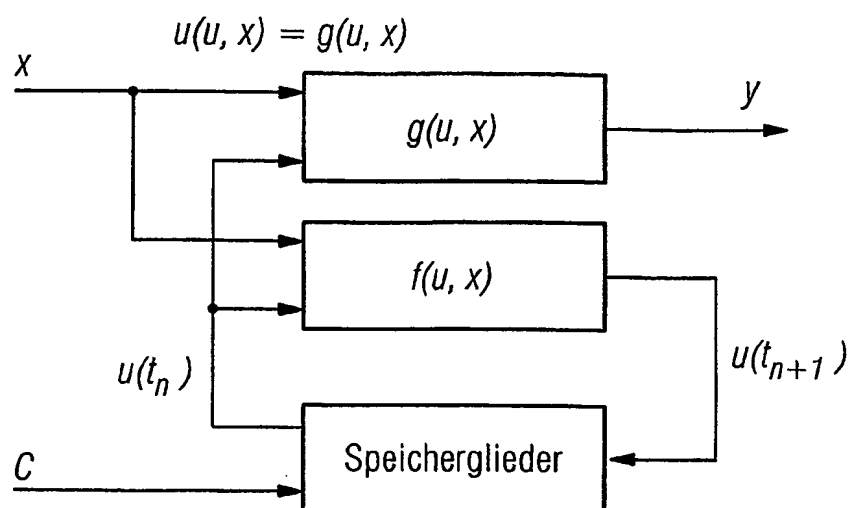 u(u, x) = g(u, x)
x
y
g(u, x)
f(u, x)
u(tn )
u(tn+1 )
Speicherglieder
C